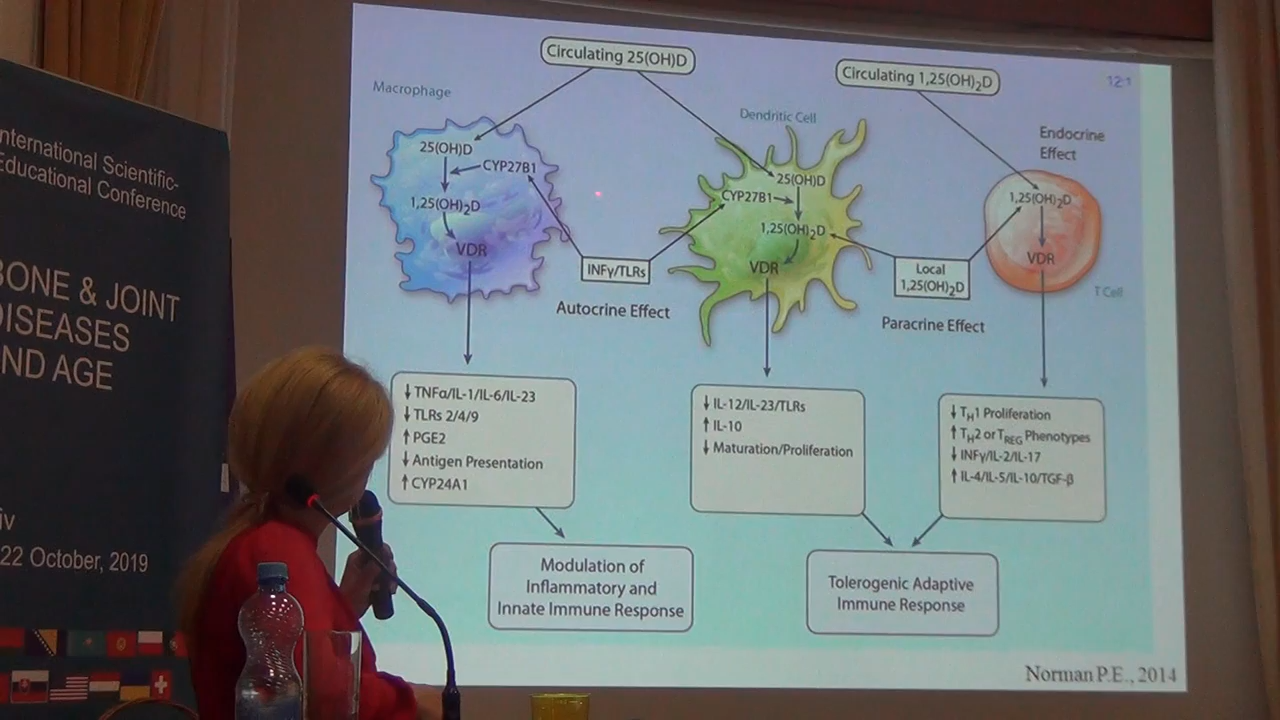 International Scientific-
Educational Conference
BONE & JOINT
DISEASES
AND AGE
iv
22 October, 2019
Circulating 25(OH)D
Circulating 1,25(OH)₂D
12:1
Macrophage
25(OH)D
CYP27B1
1,25(OH)₂D
VDR
Dendritic Cell
25(OH)D
CYP27B1
1,25(OH)₂D
VDR
Endocrine
Effect
1,25(OH)₂D
VDR
T Cell
INFγ/TLRs
Autocrine Effect
Local
1,25(OH)₂D
Paracrine Effect
↓ TNFα/IL-1/IL-6/IL-23
↓ TLRs 2/4/9
↑ PGE2
↓ Antigen Presentation
↑ CYP24A1
↓ IL-12/IL-23/TLRs
↑ IL-10
↓ Maturation/Proliferation
↓ TH1 Proliferation
↑ TH2 or TREG Phenotypes
↓ INFγ/IL-2/IL-17
↑ IL-4/IL-5/IL-10/TGF-β
Modulation of
Inflammatory and
Innate Immune Response
Tolerogenic Adaptive
Immune Response
Norman P.E., 2014